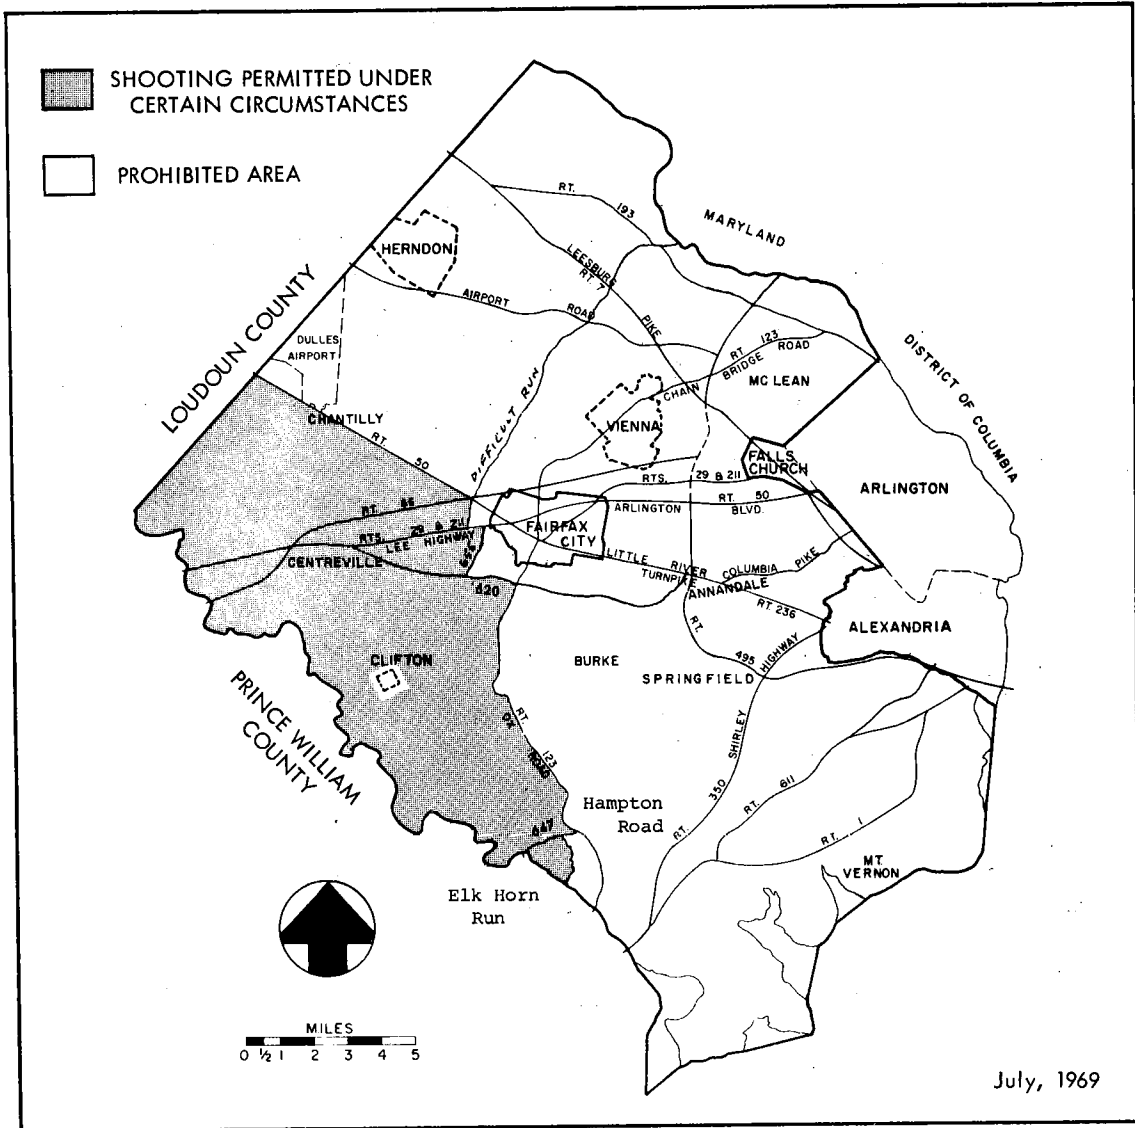 SHOOTING PERMITTED UNDER
CERTAIN CIRCUMSTANCES
PROHIBITED AREA
MARYLAND
RT. 193
HERNDON
LEESBURG
RT. 7
PIKE
LOUDOUN COUNTY
AIRPORT ROAD
DULLES
AIRPORT
RT 123
CHAIN BRIDGE ROAD
MC LEAN
DISTRICT OF COLUMBIA
DIFFICULT RUN
CHANTILLY
RT. 50
VIENNA
FALLS
CHURCH
RTS. 29 & 211
ARLINGTON
RT. 66
RT. 50
ARLINGTON BLVD.
FAIRFAX
CITY
RTS. 29 & 211
LEE HIGHWAY
CENTREVILLE
LITTLE RIVER
TURNPIKE
COLUMBIA PIKE
ANNANDALE
620
RT 236
RT. 495
ALEXANDRIA
CLIFTON
BURKE
SPRINGFIELD
PRINCE WILLIAM
COUNTY
RT. 123
OX ROAD
SHIRLEY HIGHWAY
RT. 350
RT. 611
RT. 1
Hampton
Road
647
MT.
VERNON
Elk Horn
Run
MILES
0 ½ 1 2 3 4 5
July, 1969